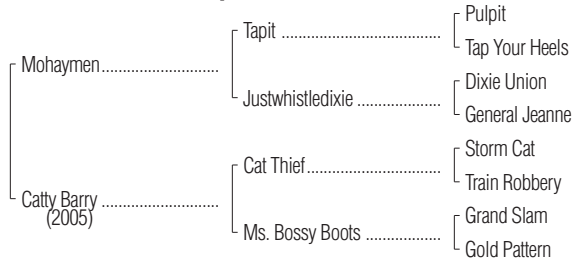 Pulpit
Tapit ......................................
Tap Your Heels
Mohaymen............................
Dixie Union
Justwhistledixie ......................
General Jeanne
Storm Cat
Cat Thief................................
Train Robbery
Catty Barry ............................
(2005)
Grand Slam
Ms. Bossy Boots ....................
Gold Pattern